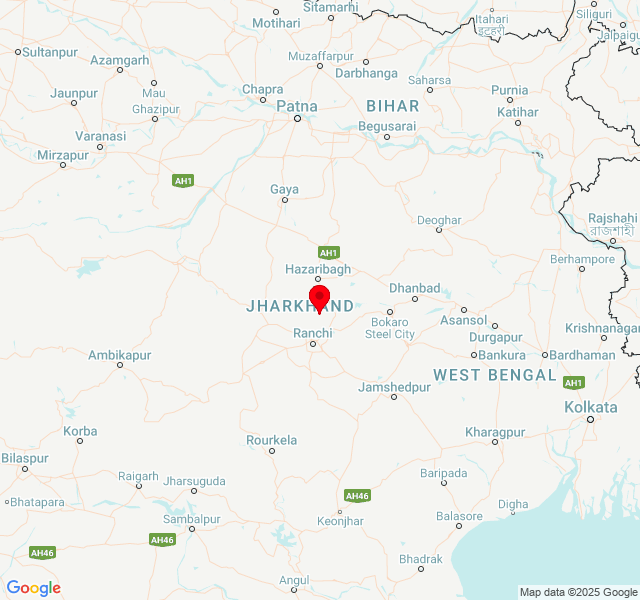 Sitamarhi
Motihari
Itahari
इटहरी
Siliguri
Jalpaigu
Sultanpur
Azamgarh
Muzaffarpur
Darbhanga
Mau
Saharsa
Purnia
Jaunpur
Ghazipur
Chapra
Patna
BIHAR
Katihar
Varanasi
Begusarai
Mirzapur
AH1
Gaya
Deoghar
Rajshahi
রাজশাহী
AH1
Berhampore
Hazaribagh
Dhanbad
JHARKHAND
Bokaro
Steel City
Asansol
Durgapur
Krishnanagar
Ranchi
Ambikapur
Bankura
Bardhaman
WEST BENGAL
AH1
Jamshedpur
Kolkata
Korba
Rourkela
Kharagpur
Bilaspur
Raigarh
Jharsuguda
Baripada
AH46
Bhatapara
Sambalpur
Keonjhar
Digha
Balasore
AH46
AH46
Bhadrak
Angul
Google
Map data ©2025 Google